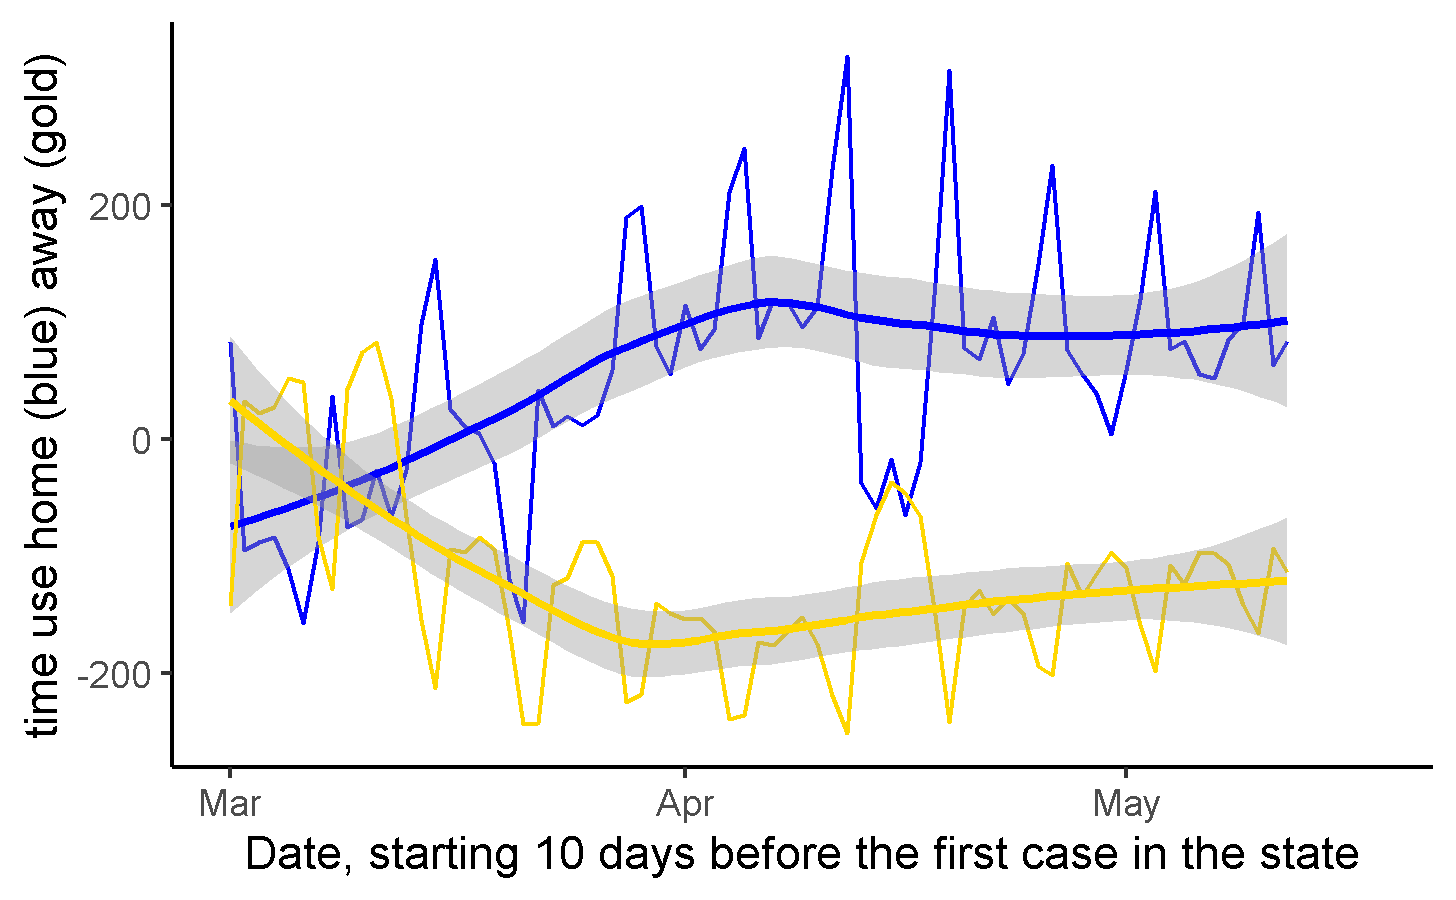 time use home (blue) away (gold)
200
0
-200
Mar
Apr
May
Date, starting 10 days before the first case in the state